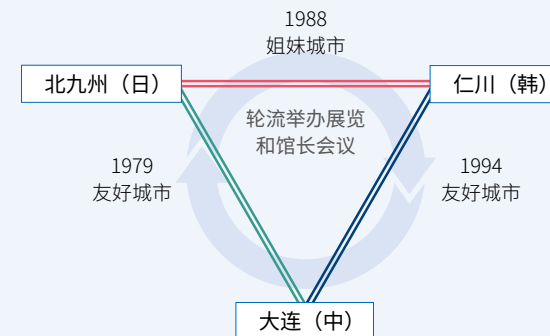 1988
姐妹城市
北九州（日）
仁川（韩）
轮流举办展览
和馆长会议
1979
友好城市
1994
友好城市
大连（中）